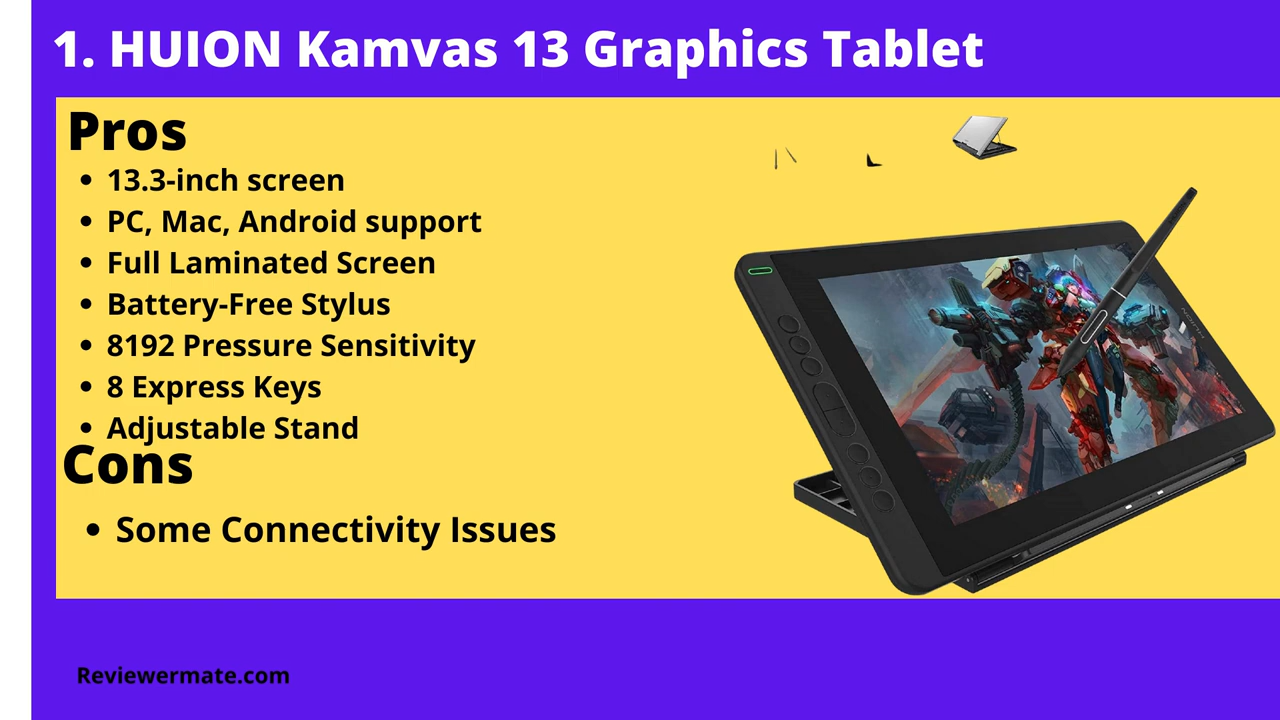 1. HUION Kamvas 13 Graphics Tablet
Pros
• 13.3-inch screen
• PC, Mac, Android support
• Full Laminated Screen
• Battery-Free Stylus
• 8192 Pressure Sensitivity
• 8 Express Keys
• Adjustable Stand
Cons
• Some Connectivity Issues
HUION
Reviewermate.com